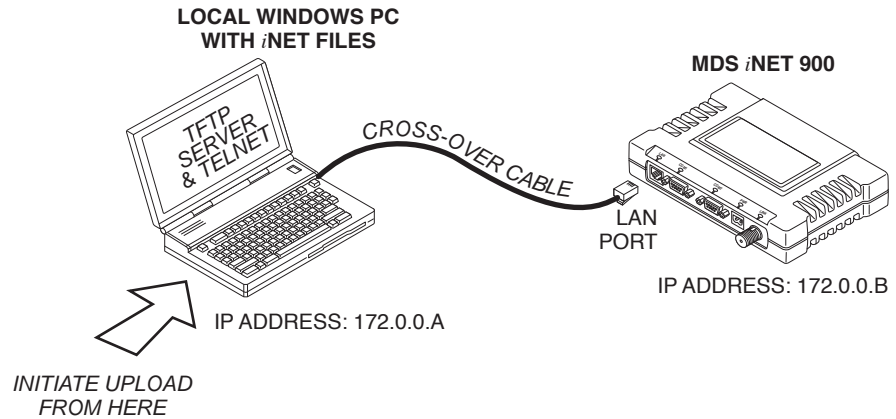 LOCAL WINDOWS PC
WITH iNET FILES
MDS iNET 900
TFTP
SERVER
& TELNET
CROSS-OVER CABLE
LAN
PORT
IP ADDRESS: 172.0.0.B
IP ADDRESS: 172.0.0.A
INITIATE UPLOAD
FROM HERE